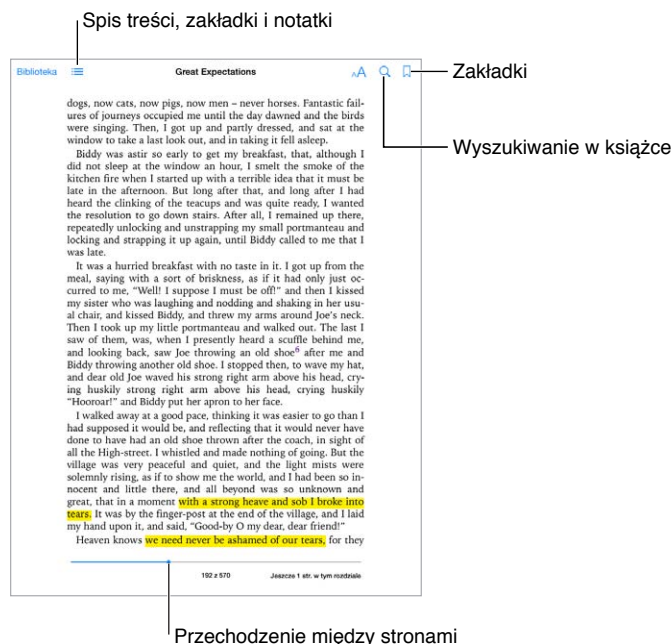 Spis treści, zakładki i notatki
Biblioteka
Great Expectations
AA
Zakładki
Wyszukiwanie w książce
dogs, now cats, now pigs, now men – never horses. Fantastic fail-
ures of journeys occupied me until the day dawned and the birds
were singing. Then, I got up and partly dressed, and sat at the
window to take a last look out, and in taking it fell asleep.
Biddy was astir so early to get my breakfast, that, although I
did not sleep at the window an hour, I smelt the smoke of the
kitchen fire when I started up with a terrible idea that it must be
late in the afternoon. But long after that, and long after I had
heard the clinking of the teacups and was quite ready, I wanted
the resolution to go down stairs. After all, I remained up there,
repeatedly unlocking and unstrapping my small portmanteau and
locking and strapping it up again, until Biddy called to me that I
was late.
It was a hurried breakfast with no taste in it. I got up from the
meal, saying with a sort of briskness, as if it had only just oc-
curred to me, “Well! I suppose I must be off!” and then I kissed
my sister who was laughing and nodding and shaking in her usu-
al chair, and kissed Biddy, and threw my arms around Joe’s neck.
Then I took up my little portmanteau and walked out. The last I
saw of them, was, when I presently heard a scuffle behind me,
and looking back, saw Joe throwing an old shoe6 after me and
Biddy throwing another old shoe. I stopped then, to wave my hat,
and dear old Joe waved his strong right arm above his head, cry-
ing huskily strong right arm above his head, crying huskily
“Hooroar!” and Biddy put her apron to her face.
I walked away at a good pace, thinking it was easier to go than I
had supposed it would be, and reflecting that it would never have
done to have had an old shoe thrown after the coach, in sight of
all the High-street. I whistled and made nothing of going. But the
village was very peaceful and quiet, and the light mists were
solemnly rising, as if to show me the world, and I had been so in-
nocent and little there, and all beyond was so unknown and
great, that in a moment with a strong heave and sob I broke into
tears. It was by the finger-post at the end of the village, and I laid
my hand upon it, and said, “Good-by O my dear, dear friend!”
Heaven knows we need never be ashamed of our tears, for they
192 z 570
Jeszcze 1 str. w tym rozdziale
Przechodzenie między stronami